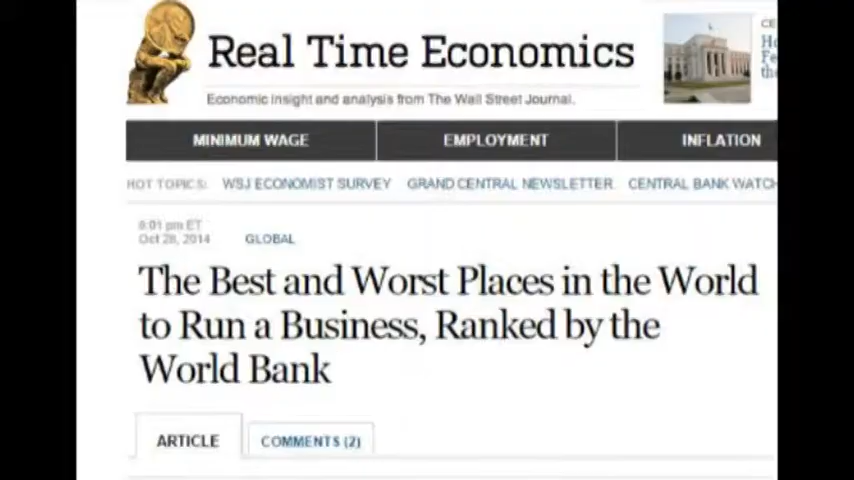 Real Time Economics
Economic insight and analysis from The Wall Street Journal.
MINIMUM WAGE
EMPLOYMENT
INFLATION
HOT TOPICS:
WSJ ECONOMIST SURVEY
GRAND CENTRAL NEWSLETTER
CENTRAL BANK WATCH
Oct 28, 2014
GLOBAL
The Best and Worst Places in the World
to Run a Business, Ranked by the
World Bank
ARTICLE
COMMENTS (2)